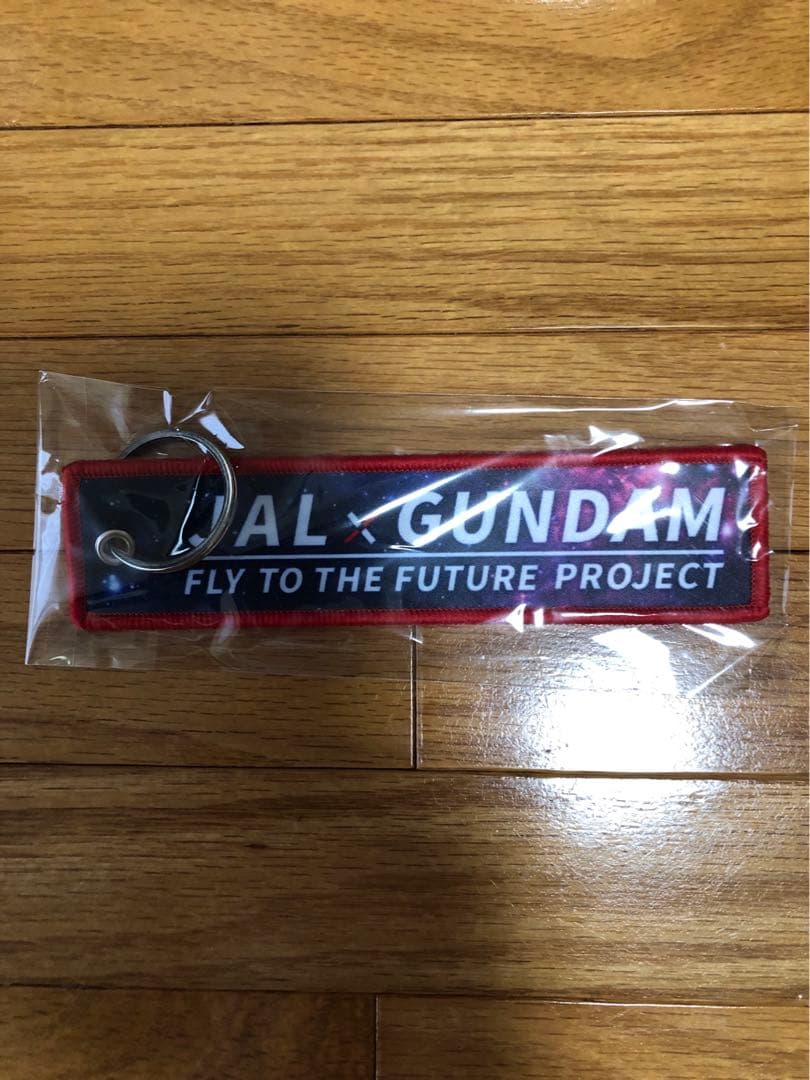 JAL × GUNDAM
FLY TO THE FUTURE PROJECT